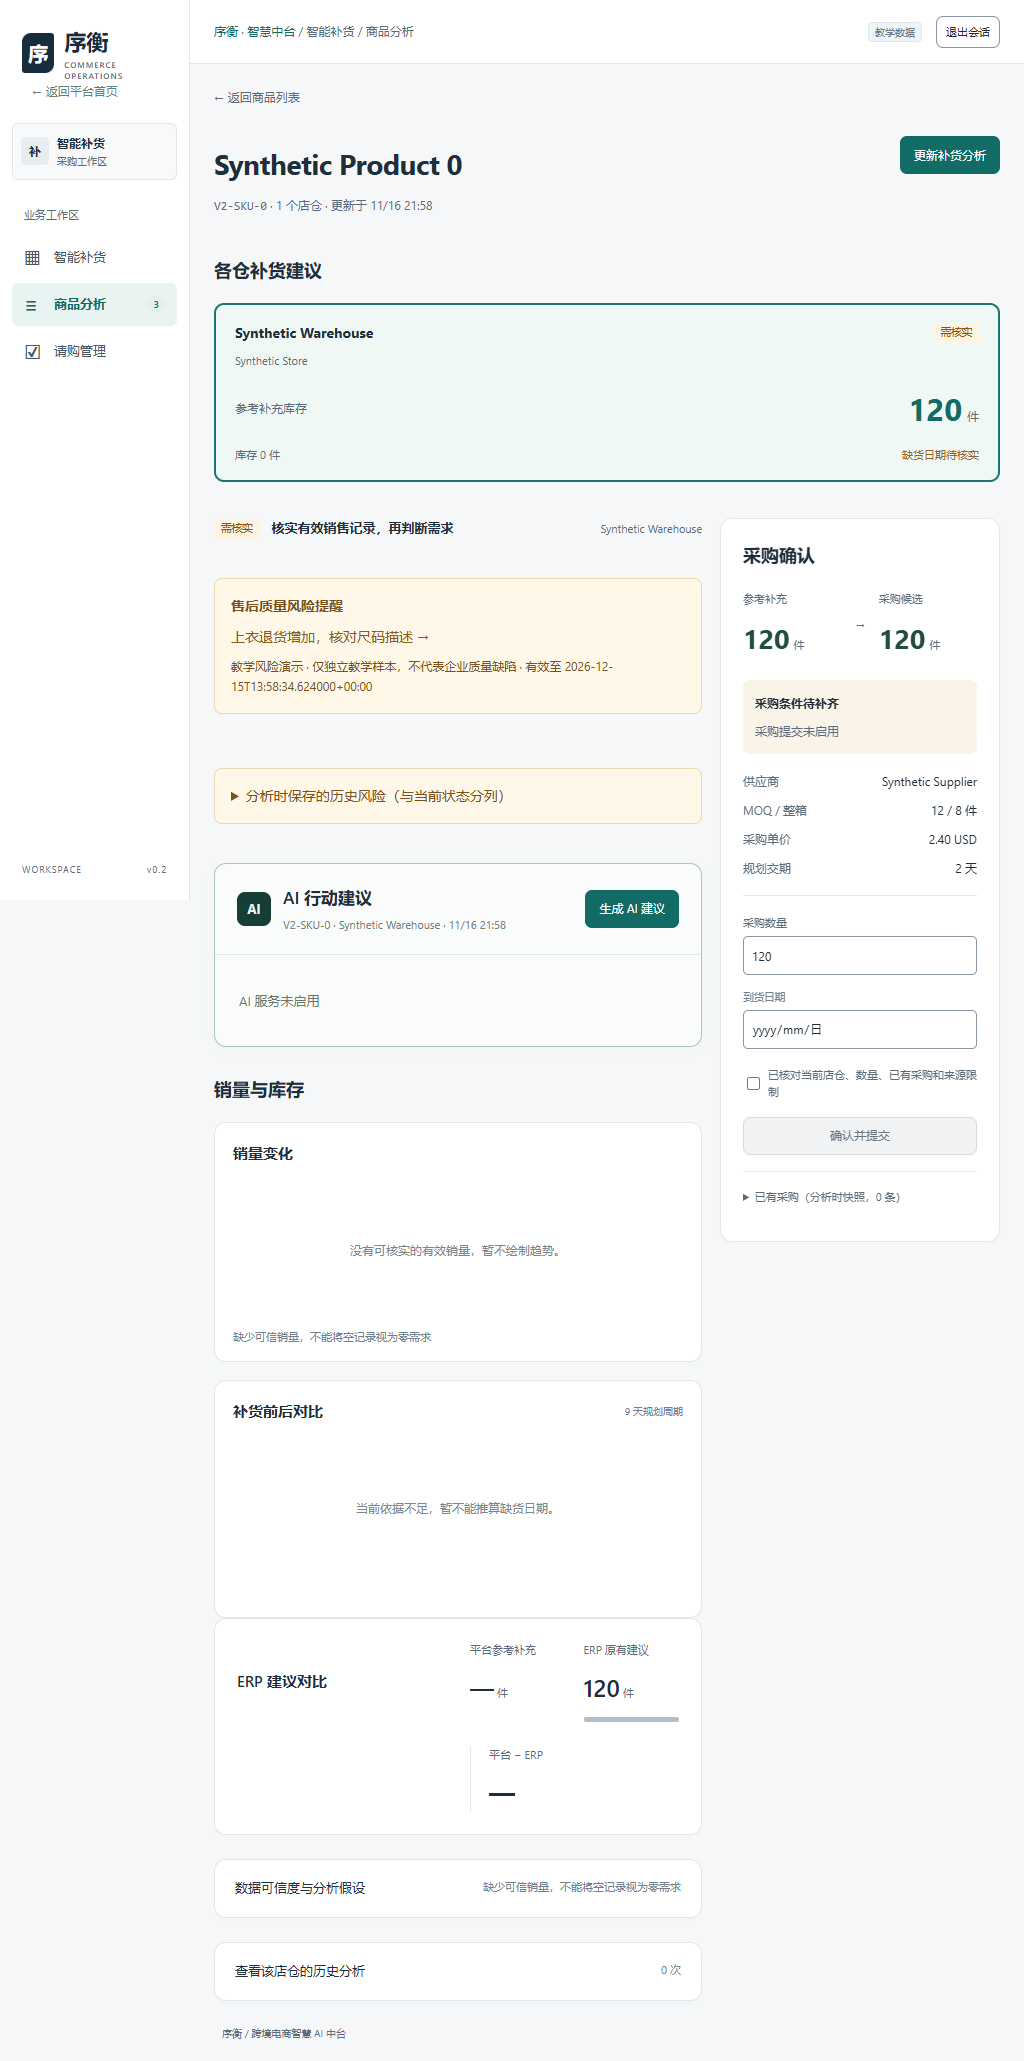 序
序衡
COMMERCE
OPERATIONS
← 返回平台首页
补
智能补货
采购工作区
业务工作区
智能补货
商品分析 3
请购管理
WORKSPACE v0.2
序衡 · 智慧中台 / 智能补货 / 商品分析
教学数据
退出会话
← 返回商品列表
Synthetic Product 0
V2-SKU-0 · 1 个店仓 · 更新于 11/16 21:58
更新补货分析
各仓补货建议
Synthetic Warehouse
需核实
Synthetic Store
参考补充库存
120 件
库存 0 件
缺货日期待核实
需核实 核实有效销售记录，再判断需求
Synthetic Warehouse
售后质量风险提醒
上衣退货增加，核对尺码描述 →
教学风险演示 · 仅独立教学样本，不代表企业质量缺陷 · 有效至 2026-12-
15T13:58:34.624000+00:00
▶ 分析时保存的历史风险（与当前状态分列）
AI
AI 行动建议
V2-SKU-0 · Synthetic Warehouse · 11/16 21:58
生成 AI 建议
AI 服务未启用
销量与库存
销量变化
没有可核实的有效销量，暂不绘制趋势。
缺少可信销量，不能将空记录视为零需求
补货前后对比
9 天规划周期
当前依据不足，暂不能推算缺货日期。
ERP 建议对比
平台参考补充
— 件
ERP 原有建议
120 件
平台 − ERP
—
数据可信度与分析假设
缺少可信销量，不能将空记录视为零需求
查看该店仓的历史分析
0 次
序衡 / 跨境电商智慧 AI 中台
采购确认
参考补充
120 件
→
采购候选
120 件
采购条件待补齐
采购提交未启用
供应商 Synthetic Supplier
MOQ / 整箱 12 / 8 件
采购单价 2.40 USD
规划交期 2 天
采购数量
120
到货日期
yyyy/mm/日
已核对当前店仓、数量、已有采购和来源限
制
确认并提交
▶ 已有采购（分析时快照，0 条）